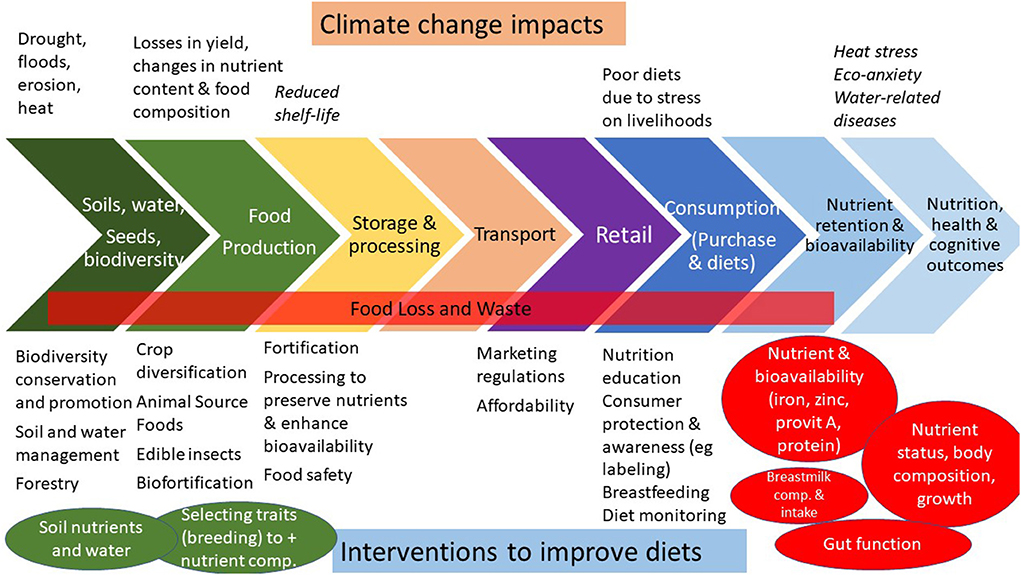 Climate change impacts
Drought,
floods,
erosion,
heat
Losses in yield,
changes in nutrient
content & food
composition
Reduced
shelf-life
Poor diets
due to stress
on livelihoods
Heat stress
Eco-anxiety
Water-related
diseases
Soils, water,
Seeds,
biodiversity
Food
Production
Storage &
processing
Transport
Retail
Consumption
(Purchase
& diets)
Nutrient
retention &
bioavailability
Nutrition,
health &
cognitive
outcomes
Food Loss and Waste
Biodiversity
conservation
and promotion
Soil and water
management
Forestry
Crop
diversification
Animal Source
Foods
Edible insects
Biofortification
Fortification
Processing to
preserve nutrients
& enhance
bioavailability
Food safety
Marketing
regulations
Affordability
Nutrition
education
Consumer
protection &
awareness (eg
labeling)
Breastfeeding
Diet monitoring
Nutrient &
bioavailability
(iron, zinc,
provit A,
protein)
Nutrient
status, body
composition,
growth
Breastmilk
comp. &
intake
Gut function
Soil nutrients
and water
Selecting traits
(breeding) to +
nutrient comp.
Interventions to improve diets